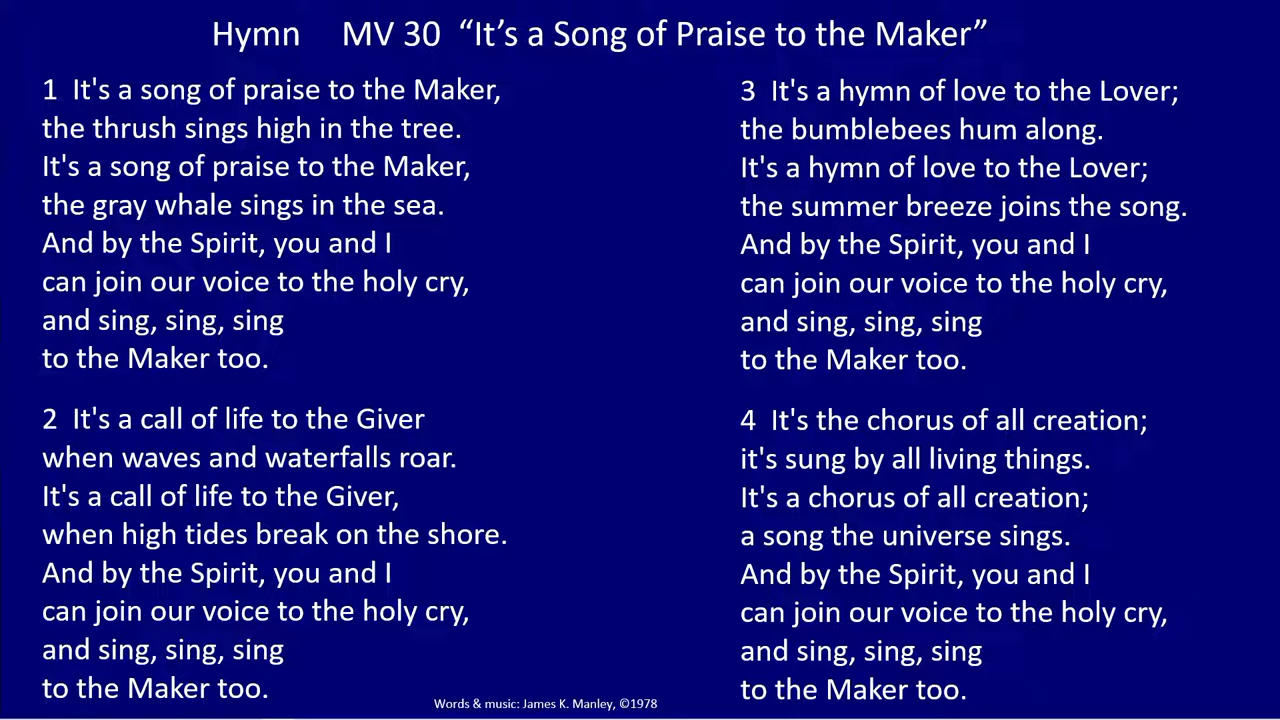 Hymn MV 30 “It’s a Song of Praise to the Maker”
1 It's a song of praise to the Maker,
the thrush sings high in the tree.
It's a song of praise to the Maker,
the gray whale sings in the sea.
And by the Spirit, you and I
can join our voice to the holy cry,
and sing, sing, sing
to the Maker too.
2 It's a call of life to the Giver
when waves and waterfalls roar.
It's a call of life to the Giver,
when high tides break on the shore.
And by the Spirit, you and I
can join our voice to the holy cry,
and sing, sing, sing
to the Maker too.
3 It's a hymn of love to the Lover;
the bumblebees hum along.
It's a hymn of love to the Lover;
the summer breeze joins the song.
And by the Spirit, you and I
can join our voice to the holy cry,
and sing, sing, sing
to the Maker too.
4 It's the chorus of all creation;
it's sung by all living things.
It's a chorus of all creation;
a song the universe sings.
And by the Spirit, you and I
can join our voice to the holy cry,
and sing, sing, sing
to the Maker too.
Words & music: James K. Manley, ©1978